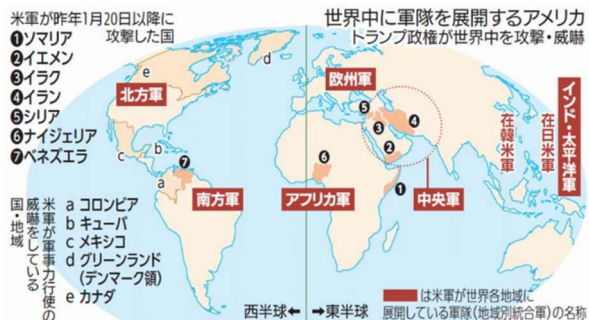 世界中に軍隊を展開するアメリカ
トランプ政権が世界中を攻撃・威嚇
米軍が昨年1月20日以降に
攻撃した国
❶ソマリア
❷イエメン
❸イラク
❹イラン
❺シリア
❻ナイジェリア
❼ベネズエラ
米軍が軍事力行使の
威嚇をしている
国・地域
a コロンビア
b キューバ
c メキシコ
d グリーンランド
(デンマーク領)
e カナダ
e
d
北方軍
欧州軍
❺
❹
❸
❷
b
c
❼
❻
a
❶
南方軍
アフリカ軍
中央軍
在韓米軍
在日米軍
インド・太平洋軍
西半球←
→東半球
は米軍が世界各地域に
展開している軍隊(地域別統合軍)の名称